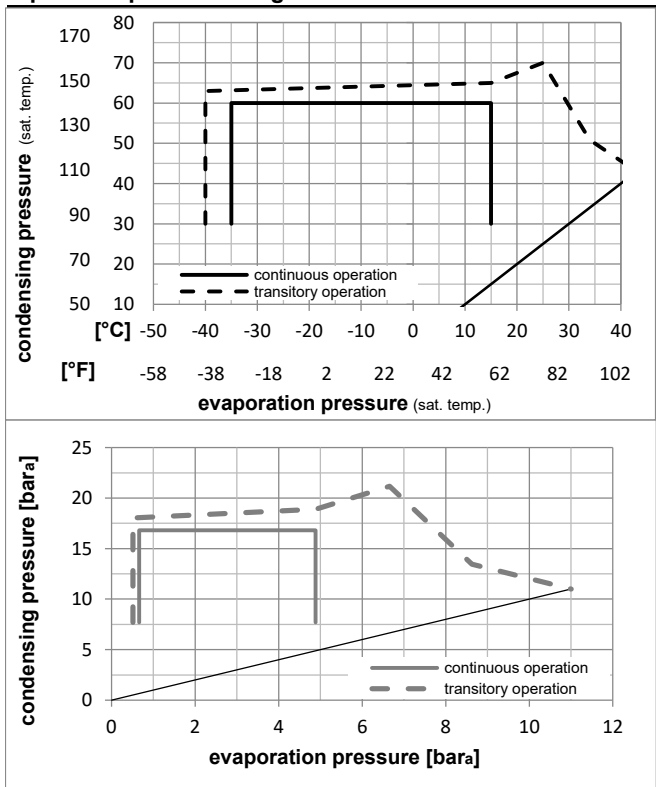 170 80
150 70
60
130 50
110 40
90 30
70 20
50 10
condensing pressure (sat. temp.)
continuous operation
transitory operation
[°C] -50 -40 -30 -20 -10 0 10 20 30 40
[°F] -58 -38 -18 2 22 42 62 82 102
evaporation pressure (sat. temp.)
25
20
15
10
5
0
condensing pressure [bara]
continuous operation
transitory operation
0 2 4 6 8 10 12
evaporation pressure [bara]